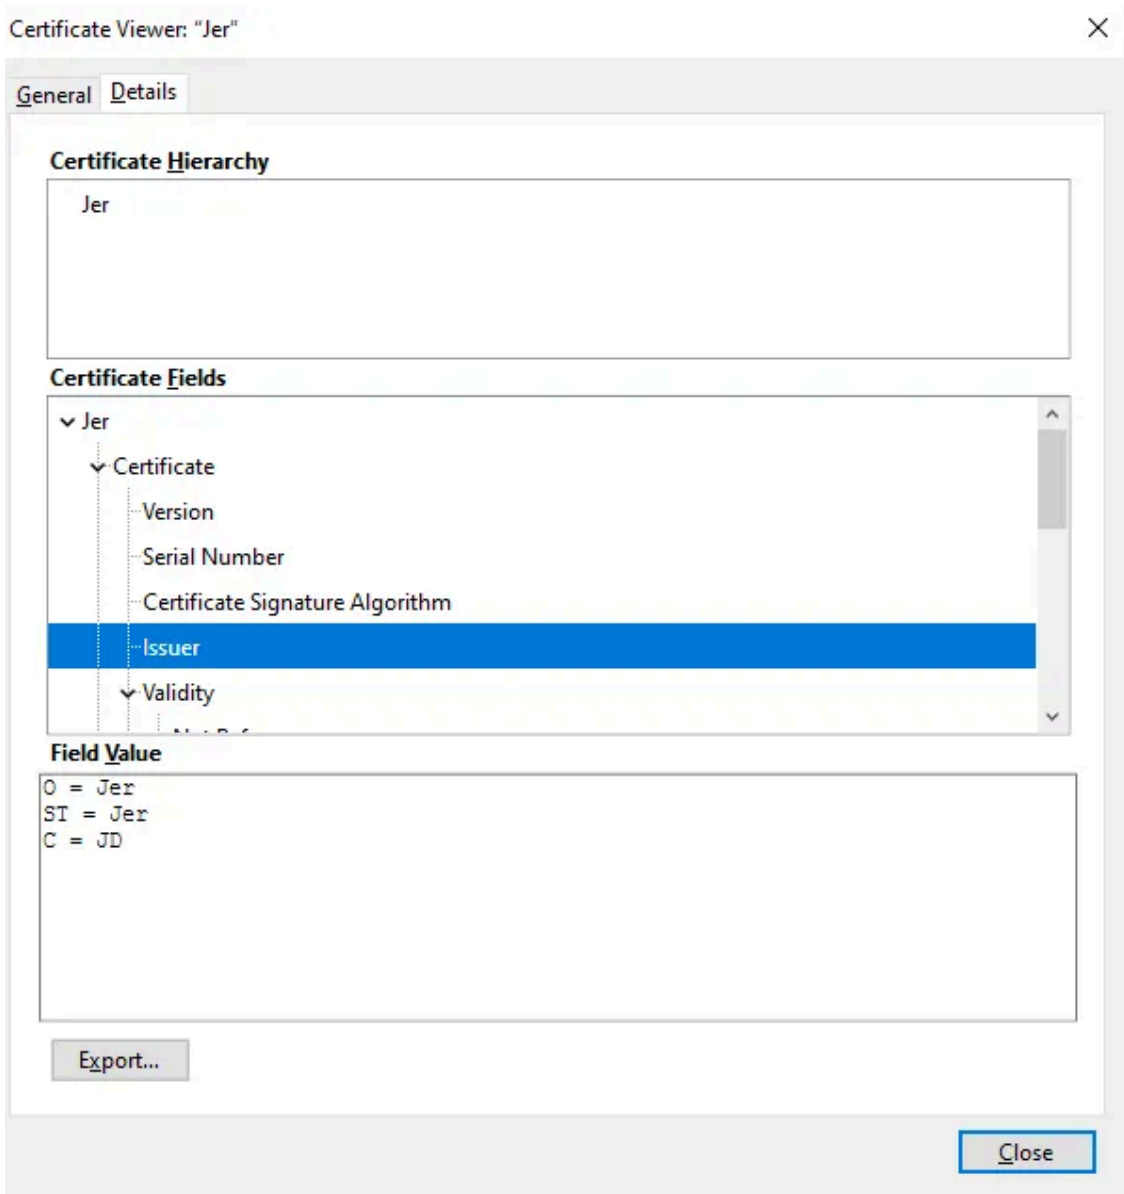 Certificate Viewer: "Jer"
General Details
Certificate Hierarchy
Jer
Certificate Fields
Jer
Certificate
Version
Serial Number
Certificate Signature Algorithm
Issuer
Validity
Field Value
O = Jer
ST = Jer
C = JD
Export...
Close